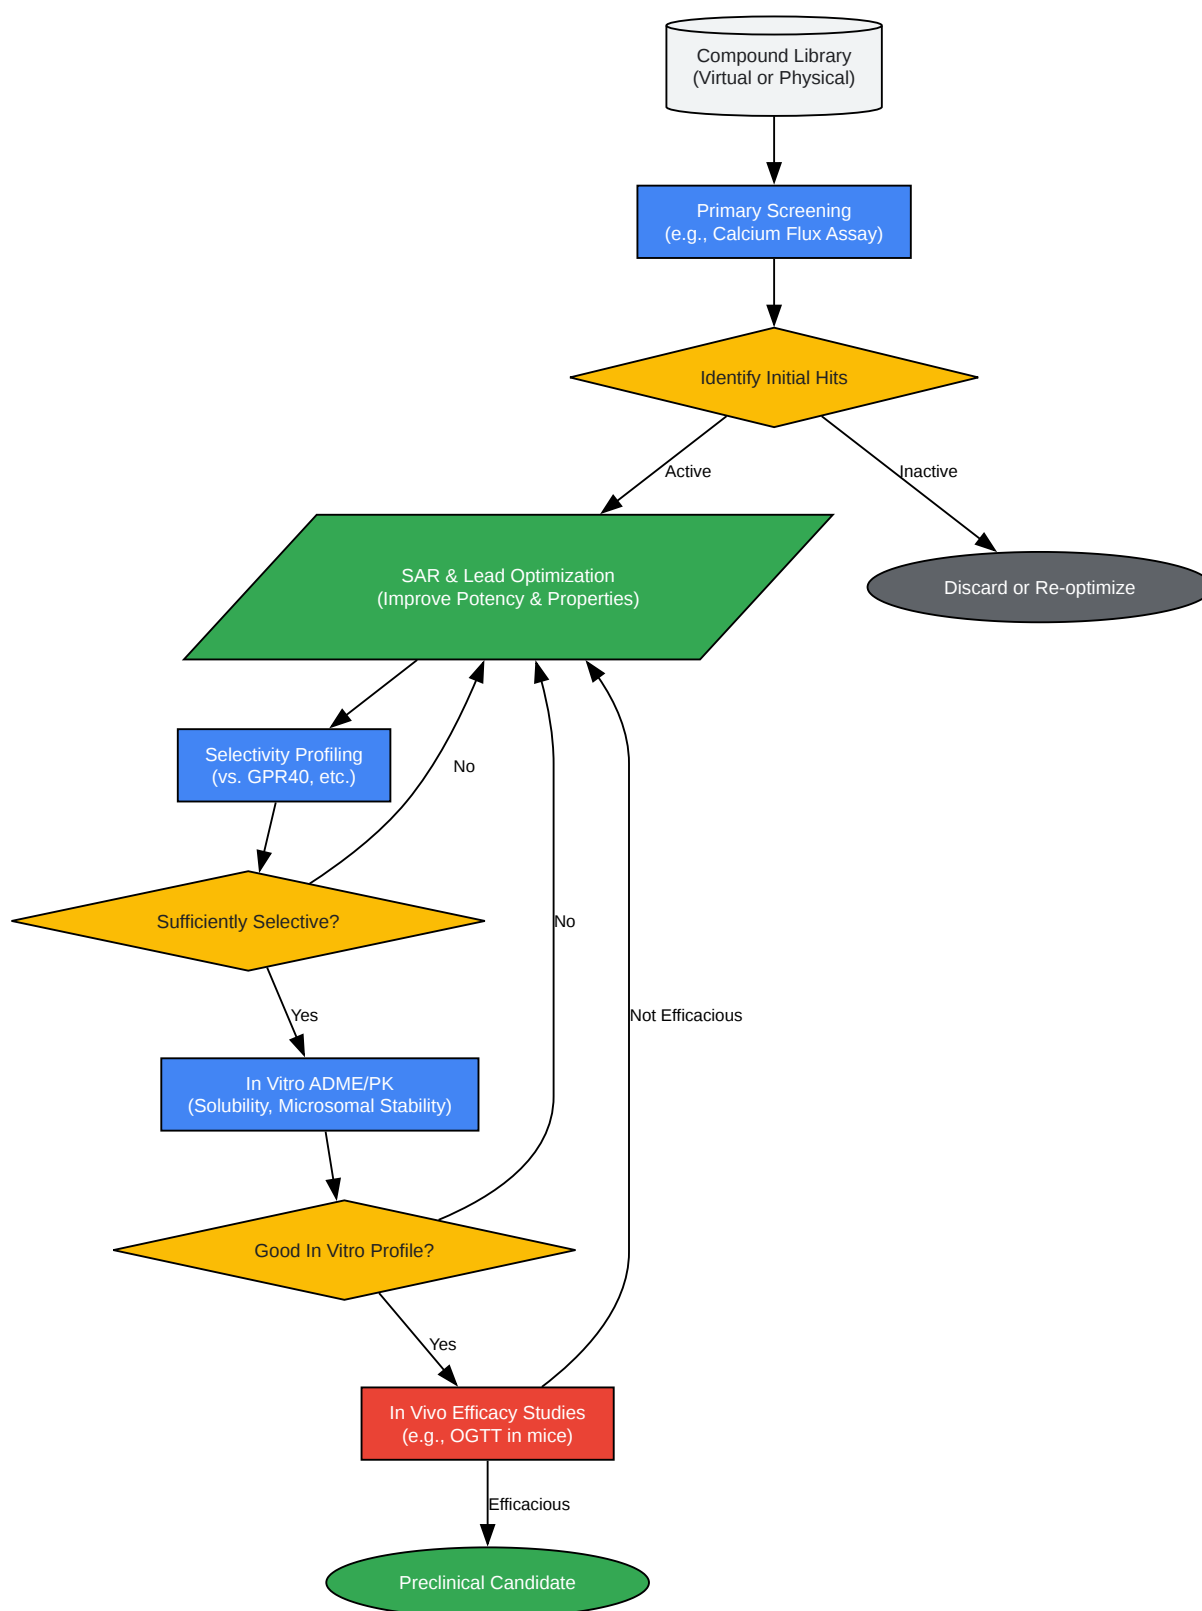 Compound Library
(Virtual or Physical)
Primary Screening
(e.g., Calcium Flux Assay)
Identify Initial Hits
Active
Inactive
SAR & Lead Optimization
(Improve Potency & Properties)
Discard or Re-optimize
Selectivity Profiling
(vs. GPR40, etc.)
No
Sufficiently Selective?
No
Yes
Not Efficacious
In Vitro ADME/PK
(Solubility, Microsomal Stability)
Good In Vitro Profile?
Yes
In Vivo Efficacy Studies
(e.g., OGTT in mice)
Efficacious
Preclinical Candidate